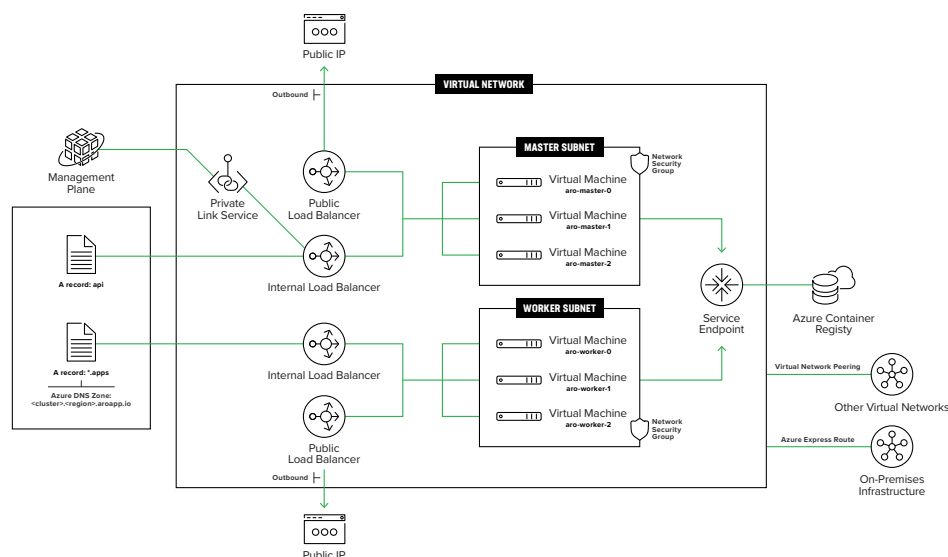 Public IP
VIRTUAL NETWORK
Outbound
Management
Plane
Private
Link Service
Public
Load Balancer
MASTER SUBNET
Network
Security
Group
Virtual Machine
aro-master-0
Virtual Machine
aro-master-1
Virtual Machine
aro-master-2
A record: api
Internal Load Balancer
Service
Endpoint
Azure Container
Registy
WORKER SUBNET
Virtual Machine
aro-worker-0
Virtual Machine
aro-worker-1
Virtual Machine
aro-worker-2
Network
Security
Group
A record: *.apps
Azure DNS Zone:
<cluster>.<region>.aroapp.io
Internal Load Balancer
Public
Load Balancer
Outbound
Virtual Network Peering
Other Virtual Networks
Azure Express Route
On-Premises
Infrastructure
Public IP